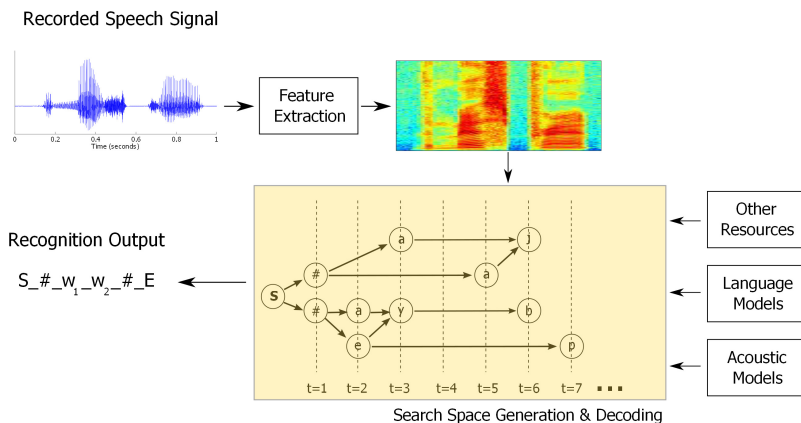 Recorded Speech Signal
0 0.2 0.4 0.6 0.8 1
Time (seconds)
Feature
Extraction
Other
Resources
Language
Models
Acoustic
Models
Recognition Output
S_#_w1_w2_#_E
a j
# a
S
# a y b
e p
t=1 t=2 t=3 t=4 t=5 t=6 t=7 ...
Search Space Generation & Decoding